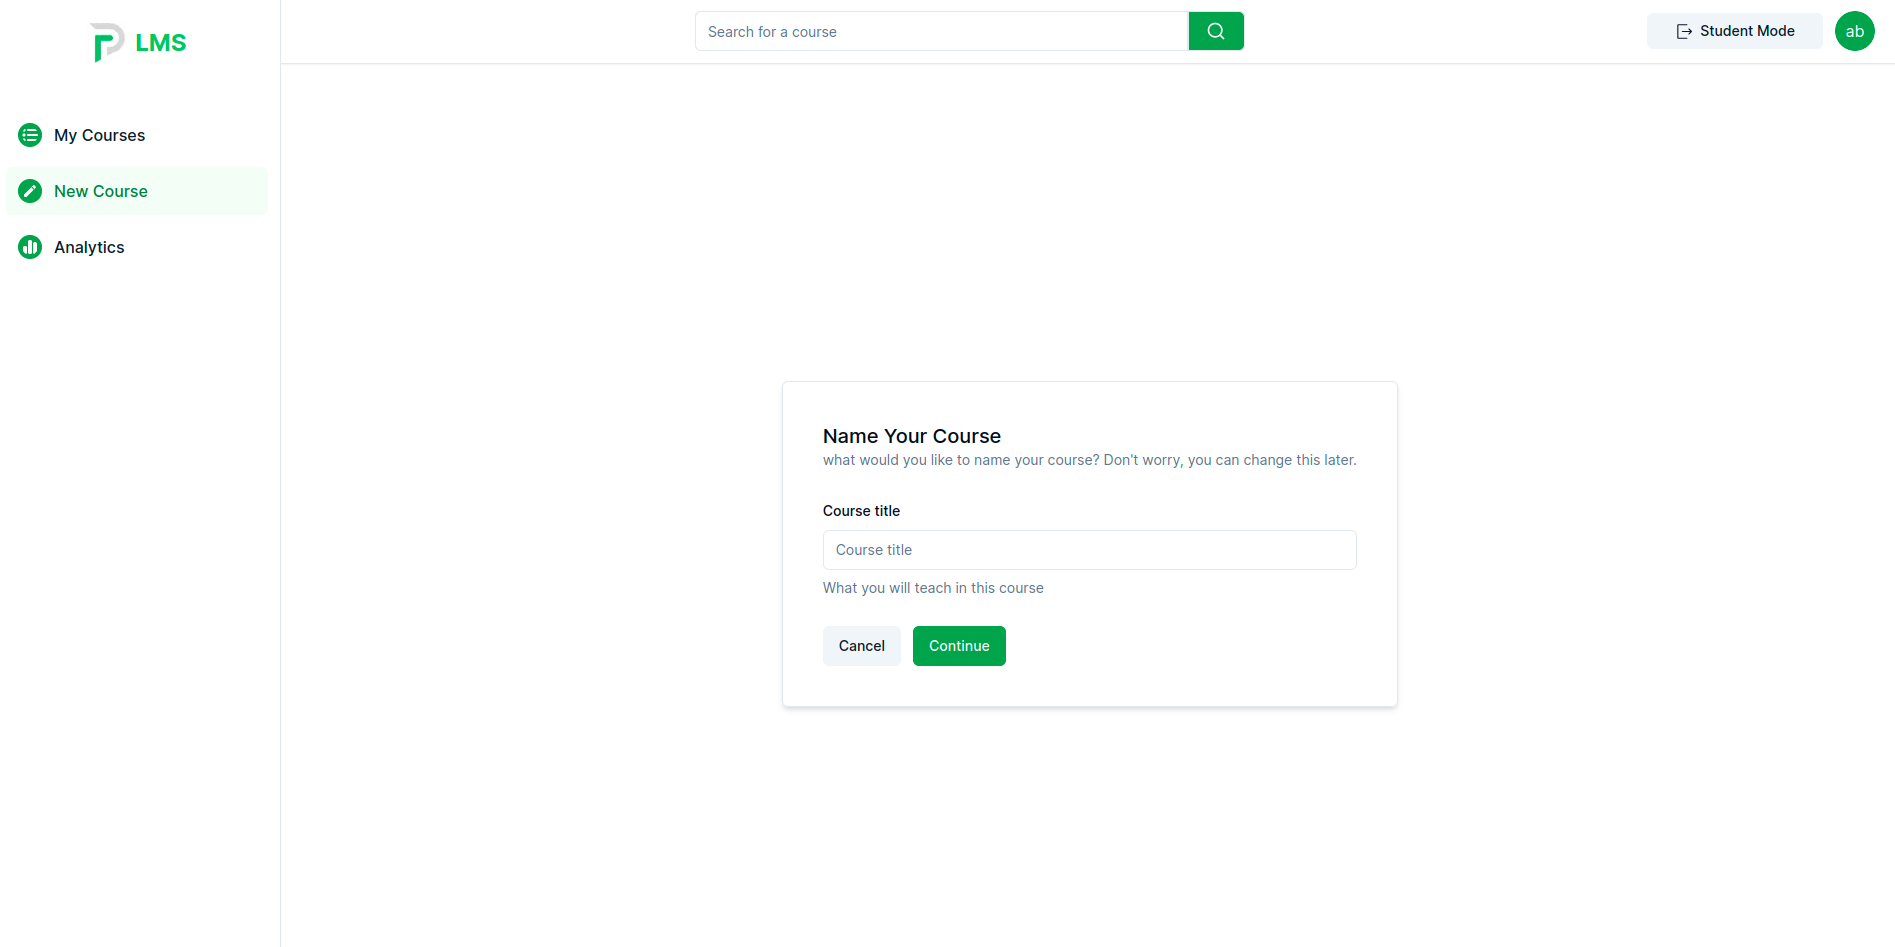 LMS
Search for a course
Student Mode
ab
My Courses
New Course
Analytics
Name Your Course
what would you like to name your course? Don't worry, you can change this later.
Course title
Course title
What you will teach in this course
Cancel
Continue